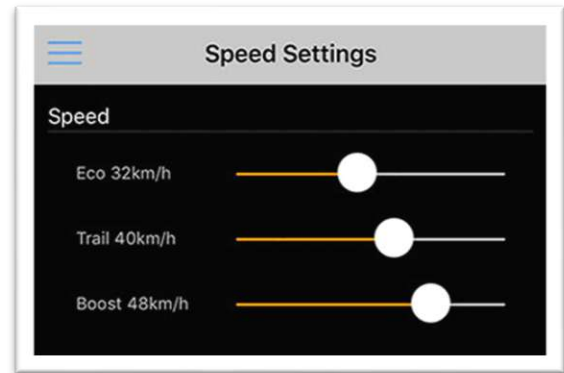 Speed Settings
Speed
Eco 32km/h
Trail 40km/h
Boost 48km/h